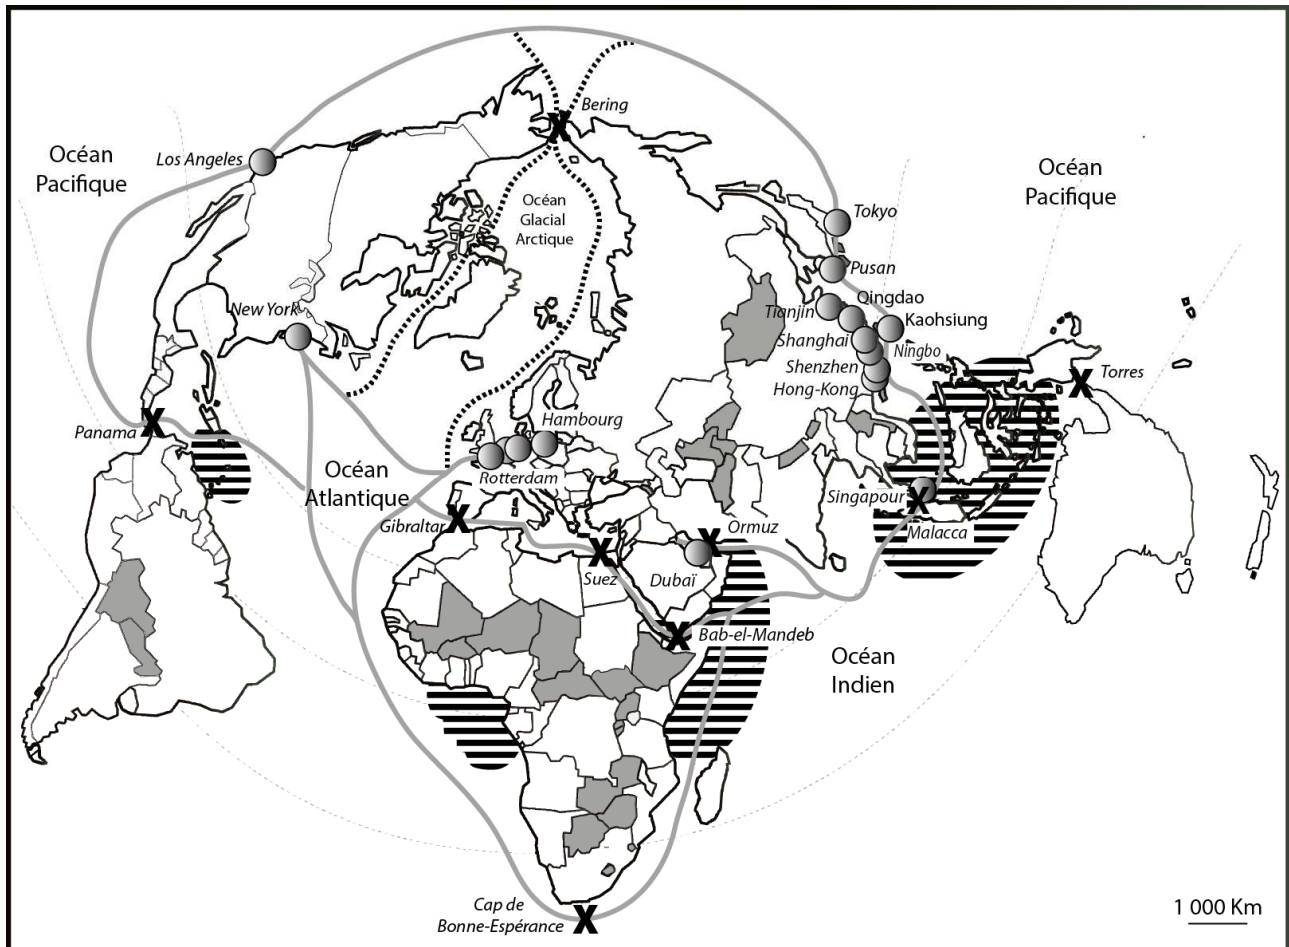 Bering
Océan
Pacifique
Los Angeles
Océan
Pacifique
Océan
Glacial
Arctique
Tokyo
Pusan
Qingdao
Tianjin
Kaohsiung
New York
Shanghai
Ningbo
Shenzhen
Hong-Kong
Torres
Panama
Hambourg
Rotterdam
Océan
Atlantique
Gibraltar
Singapour
Malacca
Ormuz
Suez
Dubaï
Bab-el-Mandeb
Océan
Indien
Cap de
Bonne-Espérance
1 000 Km